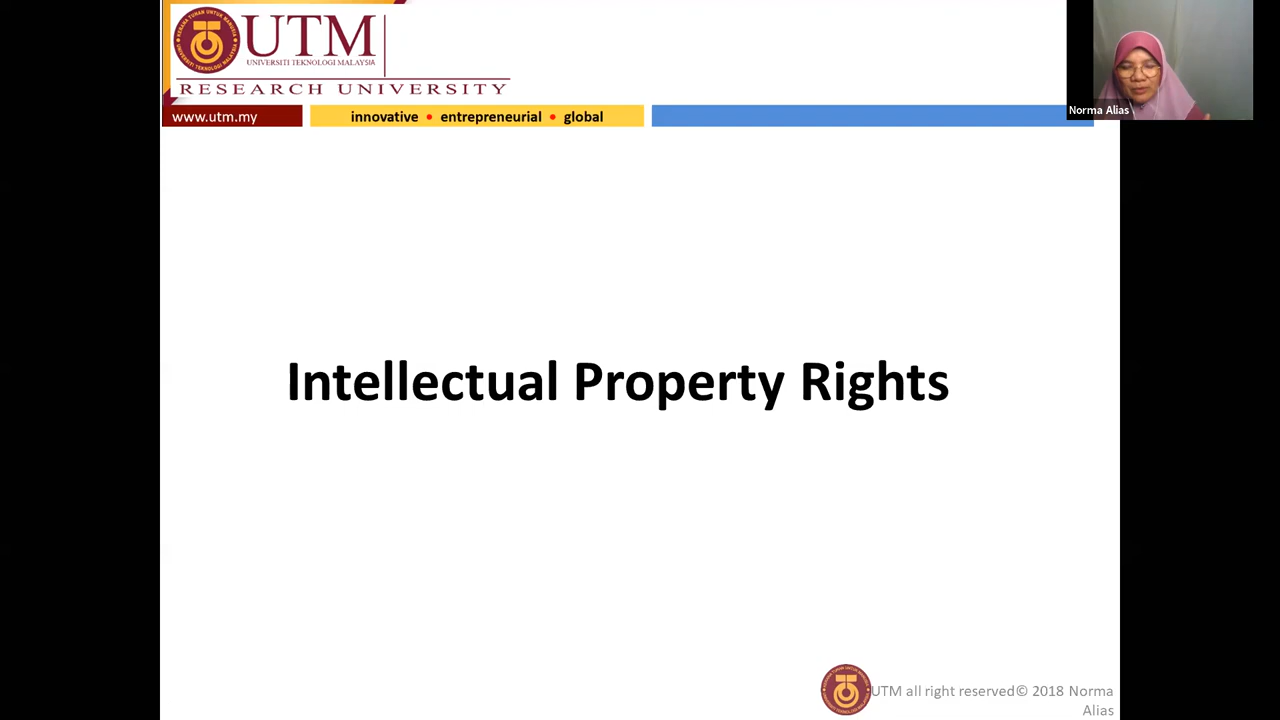 UTM
UNIVERSITI TEKNOLOGI MALAYSIA
RESEARCH UNIVERSITY
www.utm.my
innovative • entrepreneurial • global
Norma Alias
Intellectual Property Rights
UTM all right reserved© 2018 Norma
Alias